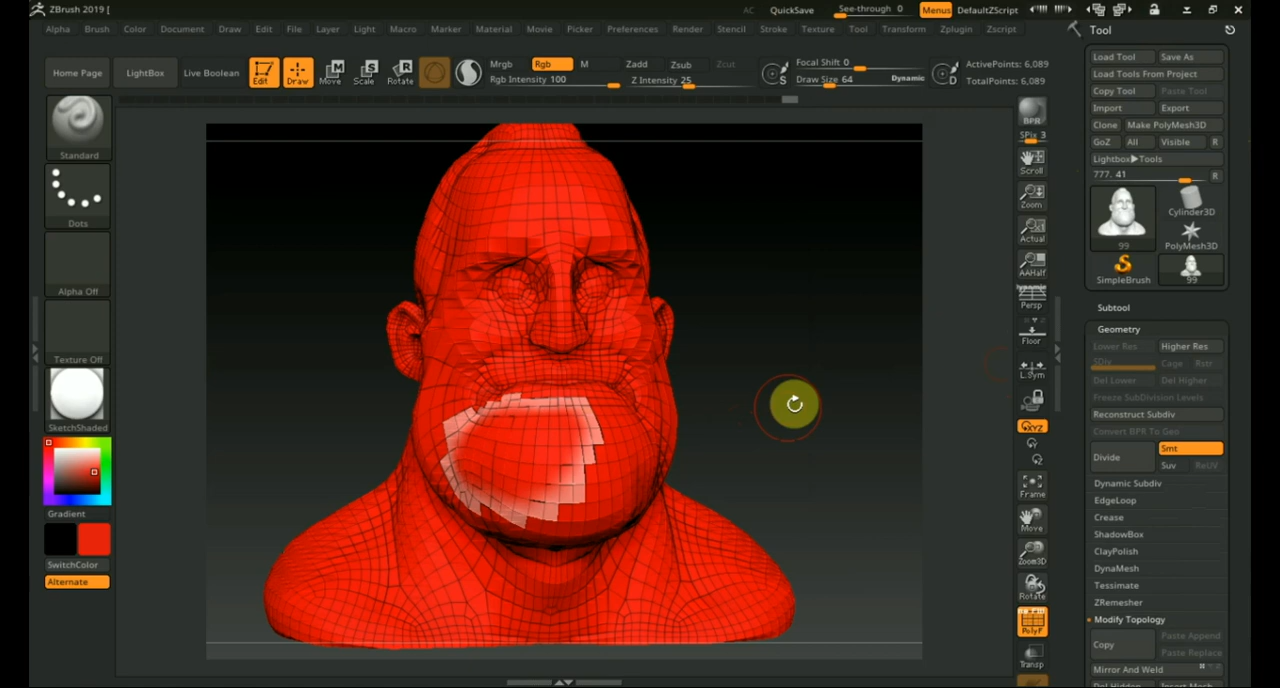 ZBrush 2019 [
AC QuickSave See-through 0 Menus DefaultZScript
Alpha Brush Color Document Draw Edit File Layer Light Macro Marker Material Movie Picker Preferences Render Stencil Stroke Texture Tool Transform Zplugin Zscript
Tool
Home Page LightBox Live Boolean Edit Draw Move Scale Rotate
Mrgb Rgb M Zadd Zsub Zcut
Rgb Intensity 100 Z Intensity 25
Focal Shift 0
Draw Size 64 Dynamic
ActivePoints: 6,089
TotalPoints: 6,089
Standard
Dots
Alpha Off
Texture Off
SketchShaded
Gradient
SwitchColor
Alternate
BPR
SPix 3
Scroll
Zoom
Actual
AAHalf
Dynamic
Persp
Floor
L.Sym
XYZ
Frame
Move
Zoom3D
Rotate
PolyF
Transp
Load Tool Save As
Load Tools From Project
Copy Tool Paste Tool
Import Export
Clone Make PolyMesh3D
GoZ All Visible R
Lightbox▶Tools
777. 41 R
99 Cylinder3D
PolyMesh3D
SimpleBrush 99
Subtool
Geometry
Lower Res Higher Res
SDiv Cage Rstr
Del Lower Del Higher
Freeze SubDivision Levels
Reconstruct Subdiv
Convert BPR To Geo
Divide Smt
Suv ReUV
Dynamic Subdiv
EdgeLoop
Crease
ShadowBox
ClayPolish
DynaMesh
Tessimate
ZRemesher
Modify Topology
Copy Paste Append
Paste Replace
Mirror And Weld
Del Hidden Insert Mesh